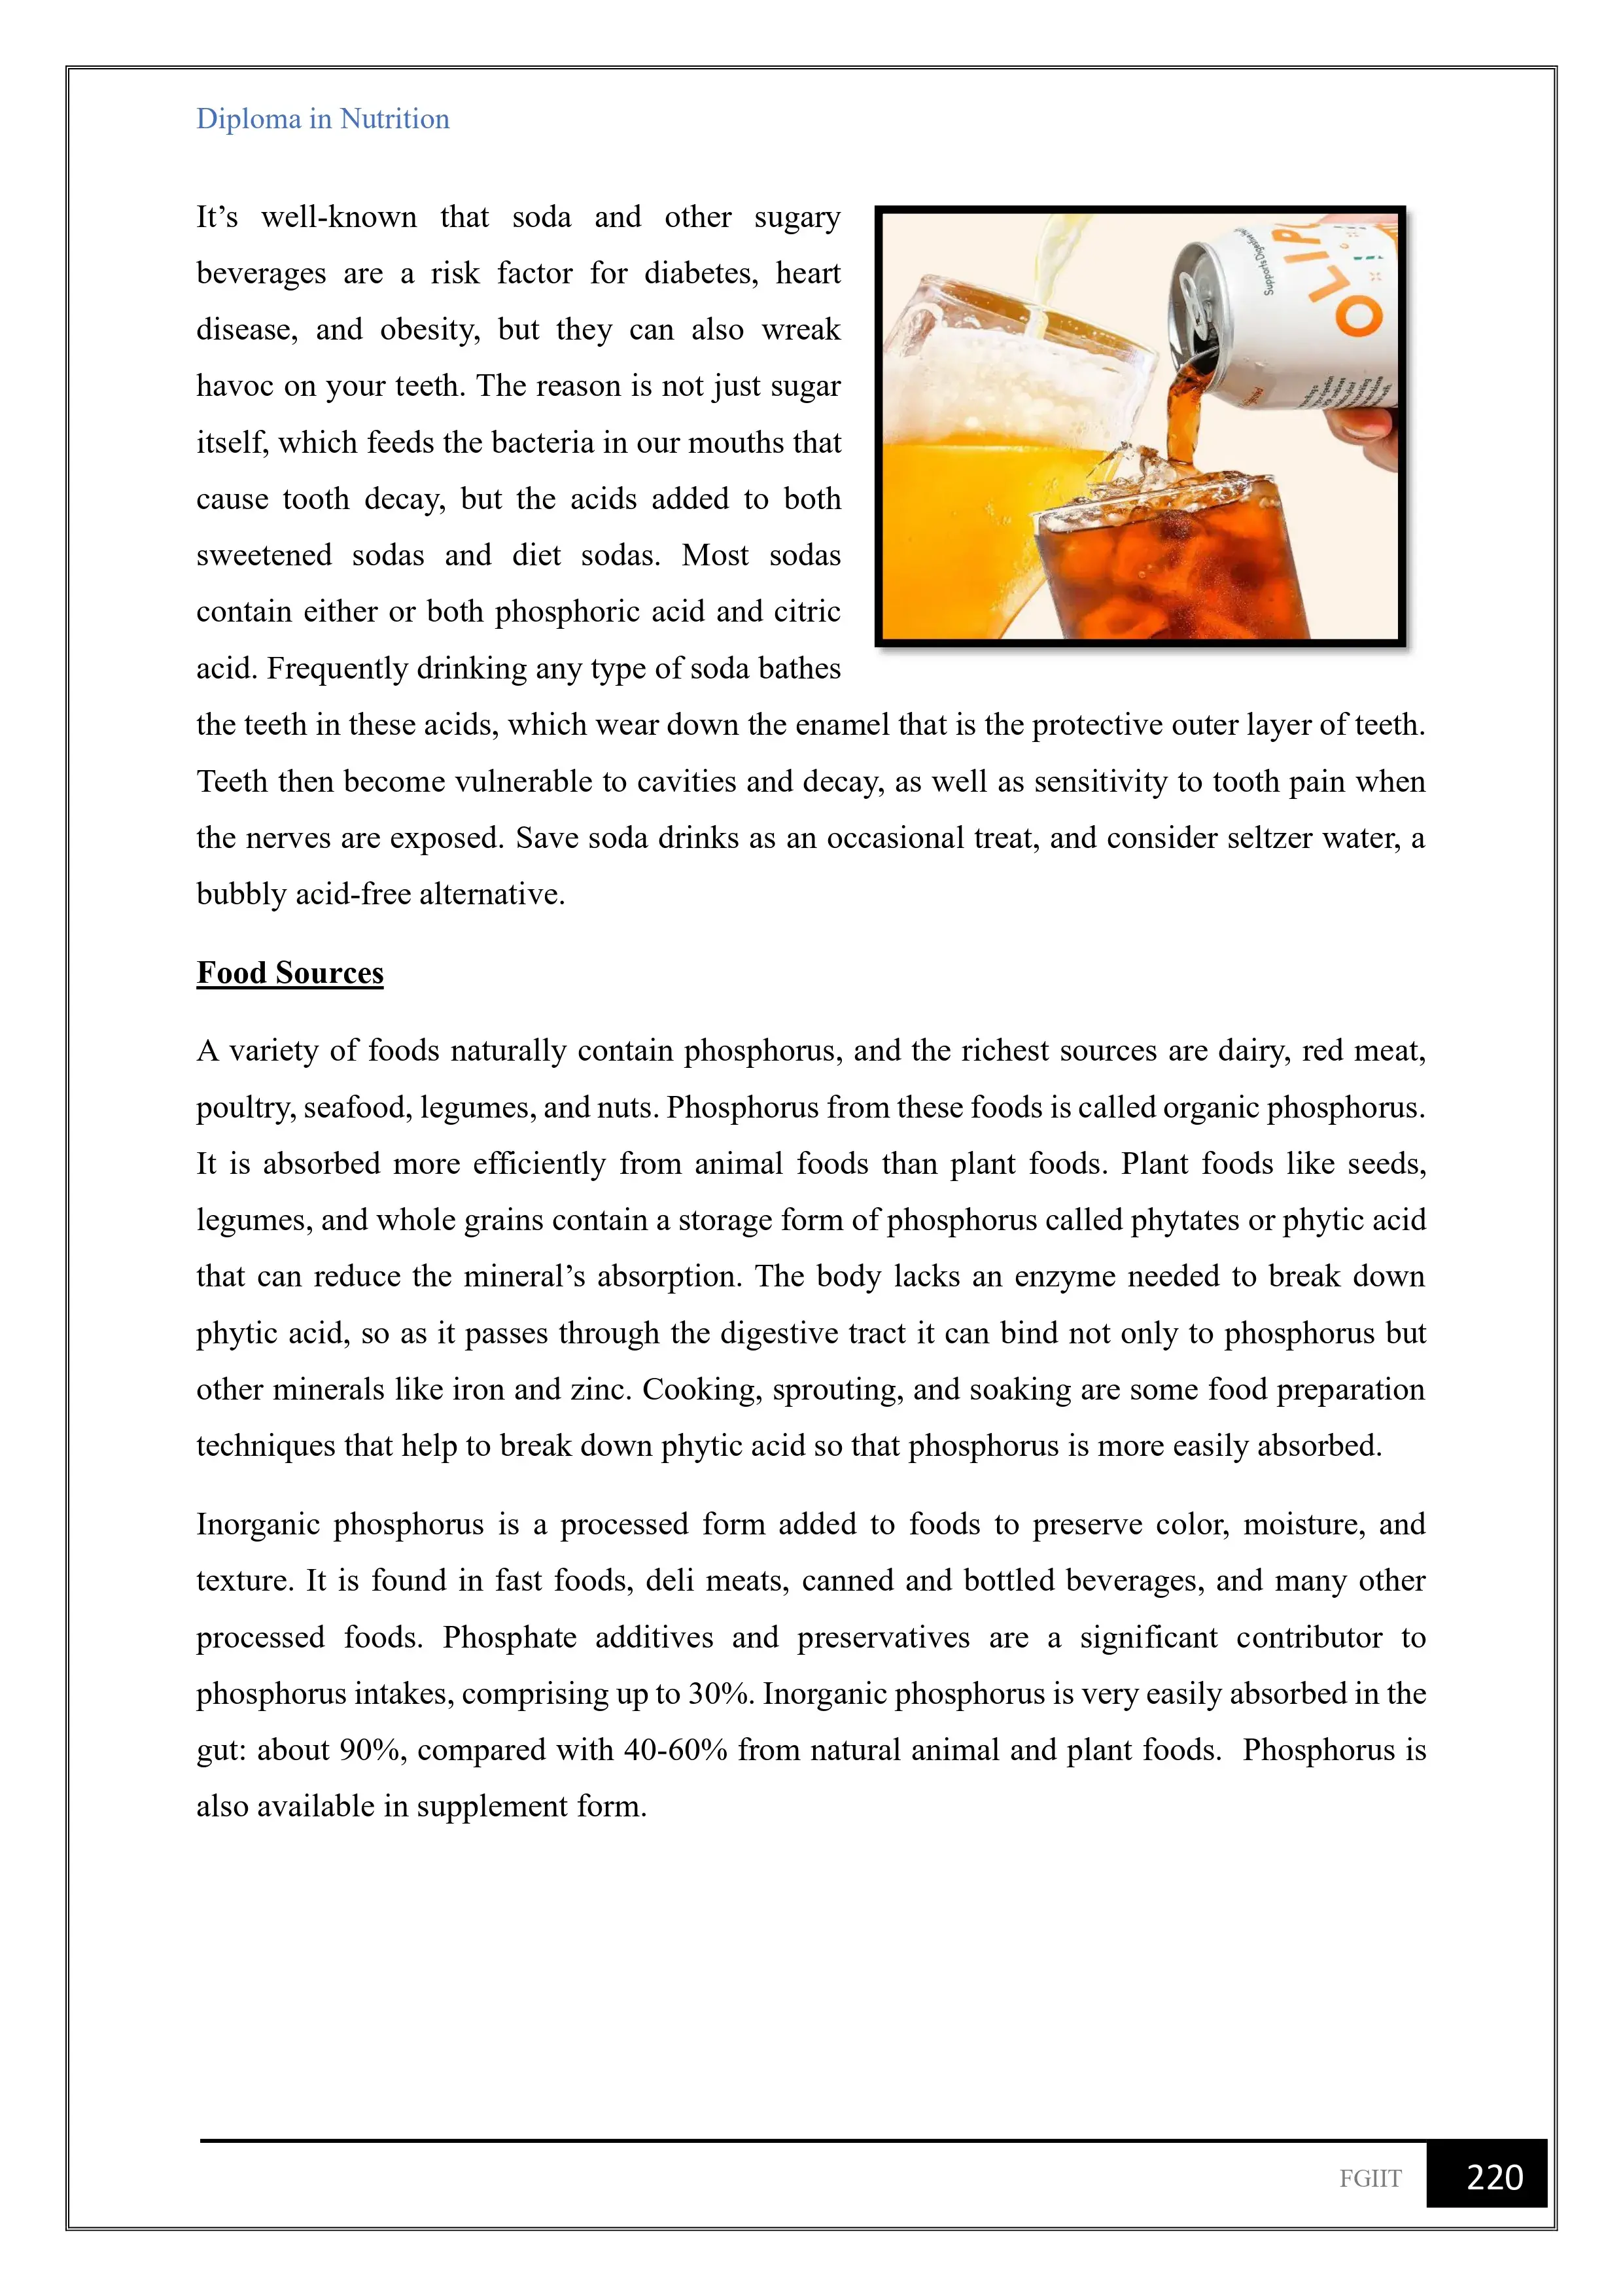 Diploma in Nutrition
It’s well-known that soda and other sugary
beverages are a risk factor for diabetes, heart
disease, and obesity, but they can also wreak
havoc on your teeth. The reason is not just sugar
itself, which feeds the bacteria in our mouths that
cause tooth decay, but the acids added to both
sweetened sodas and diet sodas. Most sodas
contain either or both phosphoric acid and citric
acid. Frequently drinking any type of soda bathes
OLIP
Supports Digestive
the teeth in these acids, which wear down the enamel that is the protective outer layer of teeth.
Teeth then become vulnerable to cavities and decay, as well as sensitivity to tooth pain when
the nerves are exposed. Save soda drinks as an occasional treat, and consider seltzer water, a
bubbly acid-free alternative.
Food Sources
A variety of foods naturally contain phosphorus, and the richest sources are dairy, red meat,
poultry, seafood, legumes, and nuts. Phosphorus from these foods is called organic phosphorus.
It is absorbed more efficiently from animal foods than plant foods. Plant foods like seeds,
legumes, and whole grains contain a storage form of phosphorus called phytates or phytic acid
that can reduce the mineral’s absorption. The body lacks an enzyme needed to break down
phytic acid, so as it passes through the digestive tract it can bind not only to phosphorus but
other minerals like iron and zinc. Cooking, sprouting, and soaking are some food preparation
techniques that help to break down phytic acid so that phosphorus is more easily absorbed.
Inorganic phosphorus is a processed form added to foods to preserve color, moisture, and
texture. It is found in fast foods, deli meats, canned and bottled beverages, and many other
processed foods. Phosphate additives and preservatives are a significant contributor to
phosphorus intakes, comprising up to 30%. Inorganic phosphorus is very easily absorbed in the
gut: about 90%, compared with 40-60% from natural animal and plant foods.  Phosphorus is
also available in supplement form.
FGIIT 220